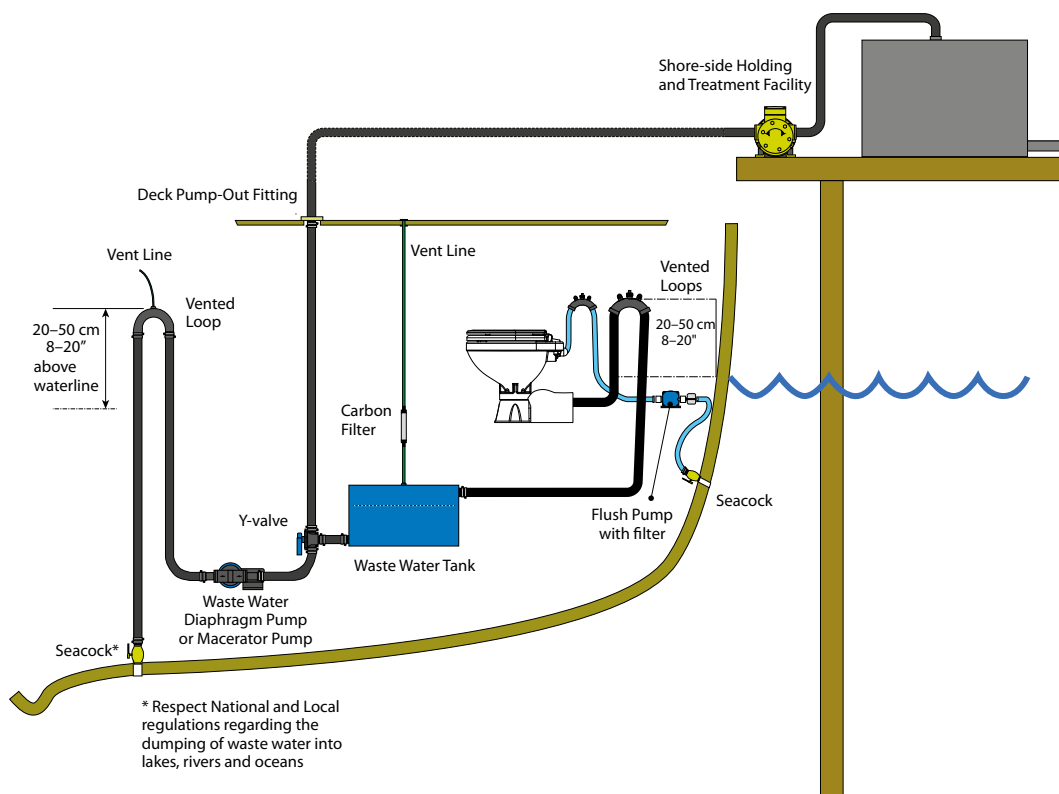 Shore-side Holding
and Treatment Facility
Deck Pump-Out Fitting
Vent Line
Vent Line
Vented
Loop
Vented
Loops
20–50 cm
8–20”
above
waterline
20–50 cm
8–20"
Carbon
Filter
Y-valve
Seacock
Flush Pump
with filter
Waste Water Tank
Waste Water
Diaphragm Pump
or Macerator Pump
Seacock*
* Respect National and Local
regulations regarding the
dumping of waste water into
lakes, rivers and oceans